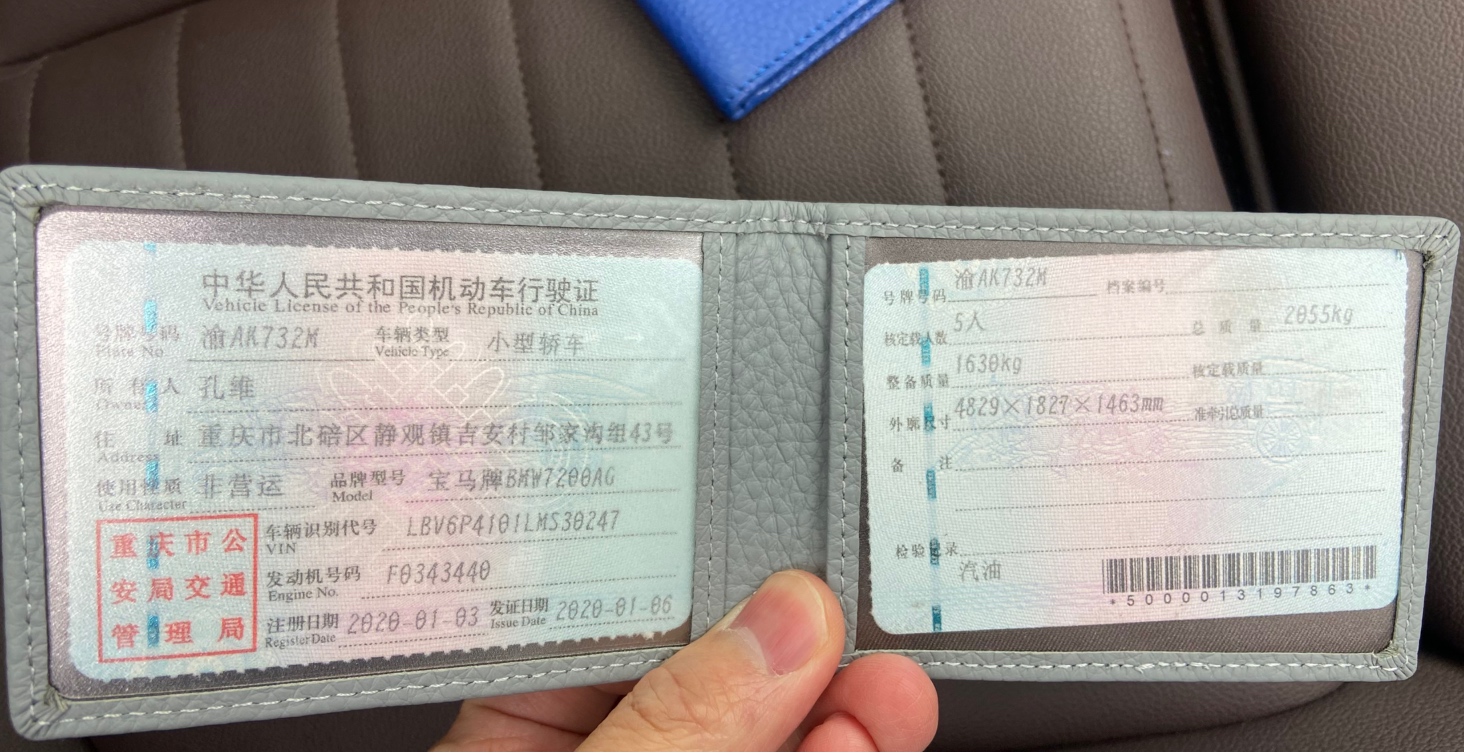 中华人民共和国机动车行驶证
Vehicle License of the People's Republic of China
号牌号码 渝AK732M 车辆类型 小型轿车
Plate No Vehicle Type
所有人 孔维
Owner
住址 重庆市北碚区静观镇吉安村邹家沟组43号
Address
使用性质 非营运 品牌型号 宝马牌BMW7200AG
Use Character Model
重庆市公
安局交通
管理局
车辆识别代号 LBV6P4101LMS30247
VIN
发动机号码 F0343440
Engine No.
注册日期 2020-01-03 发证日期 2020-01-06
Register Date Issue Date
号牌号码 渝AK732M 档案编号
核定载人数 5人 总质量 2055kg
整备质量 1630kg 核定载质量
外廓尺寸 4829×1827×1463mm 准牵引总质量
备注
检验记录
汽油
*5000013197863*